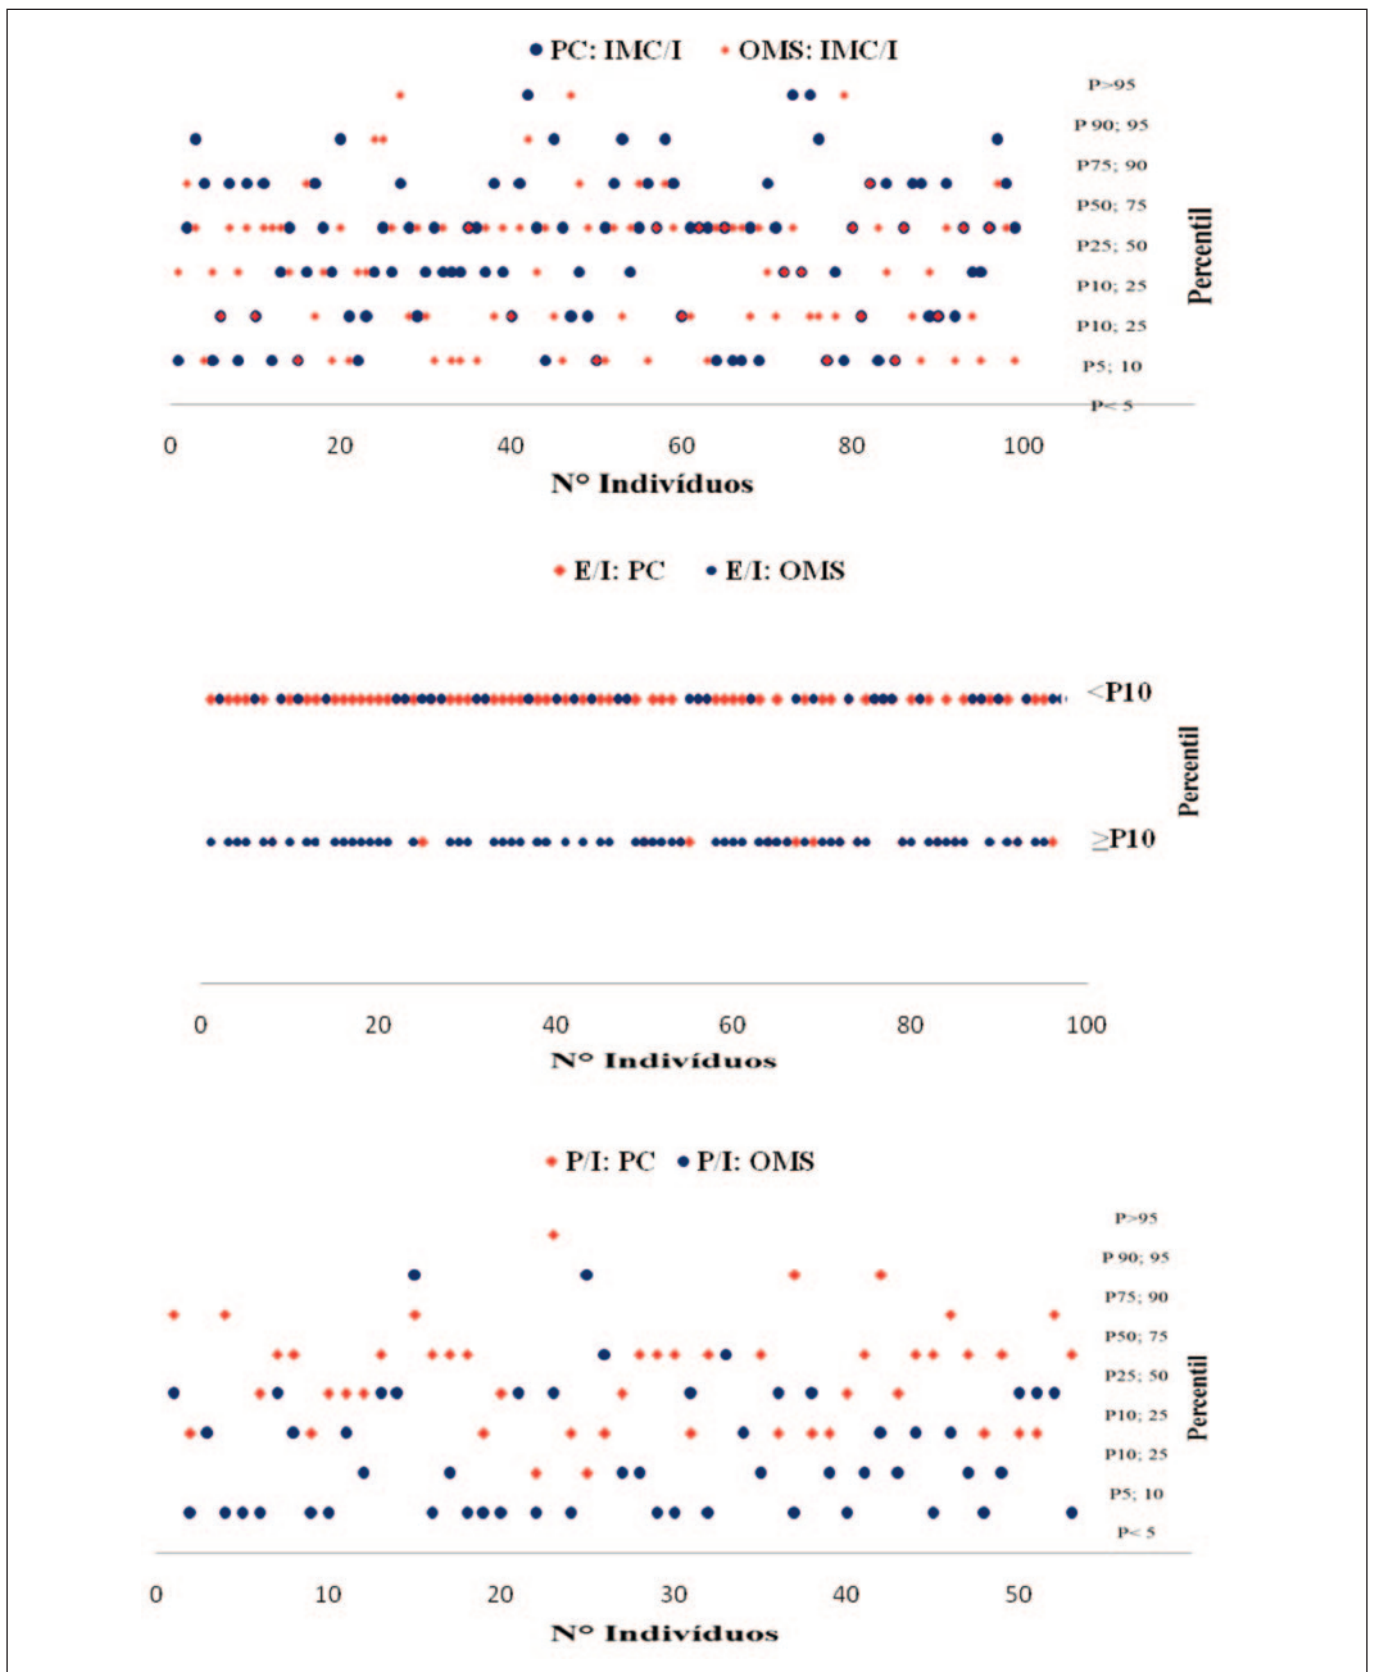 PC: IMC/I OMS: IMC/I
P>95
P 90; 95
P75; 90
P50; 75
P25; 50
P10; 25
P10; 25
P5; 10
P< 5
Percentil
0 20 40 60 80 100
N° Indivíduos
E/I: PC E/I: OMS
<P10
≥P10
Percentil
0 20 40 60 80 100
N° Indivíduos
P/I: PC P/I: OMS
P>95
P 90; 95
P75; 90
P50; 75
P25; 50
P10; 25
P10; 25
P5; 10
P< 5
Percentil
0 10 20 30 40 50
N° Indivíduos